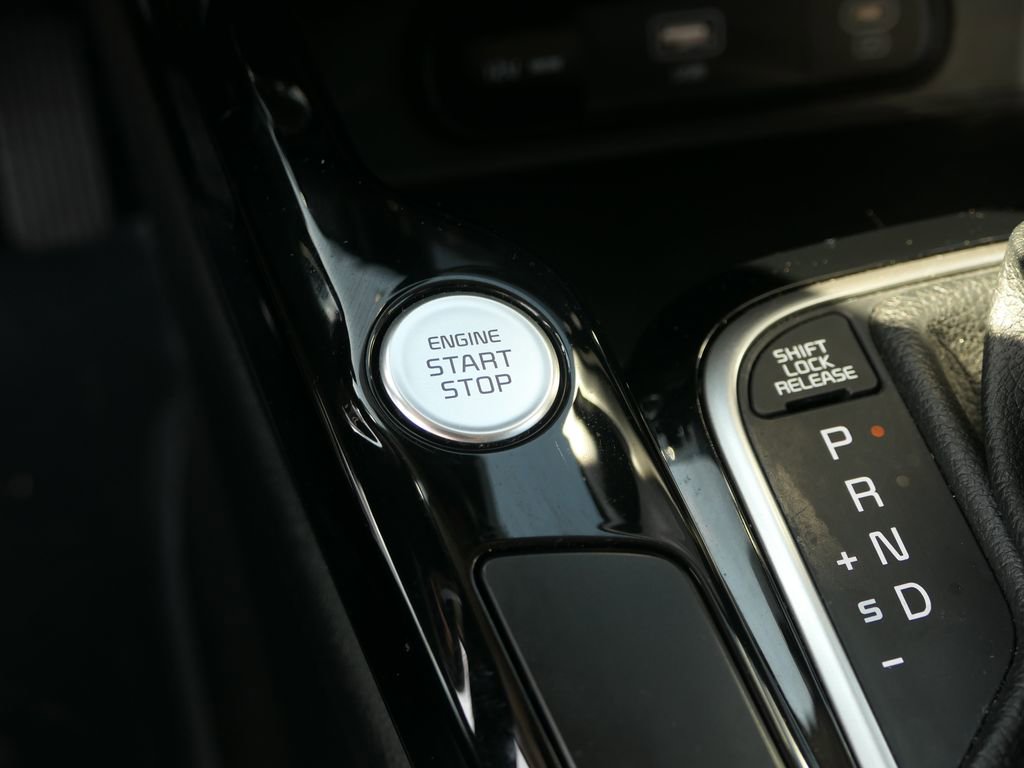 ENGINE
START
STOP
SHIFT
LOCK
RELEASE
P
R
N
+
S D
-